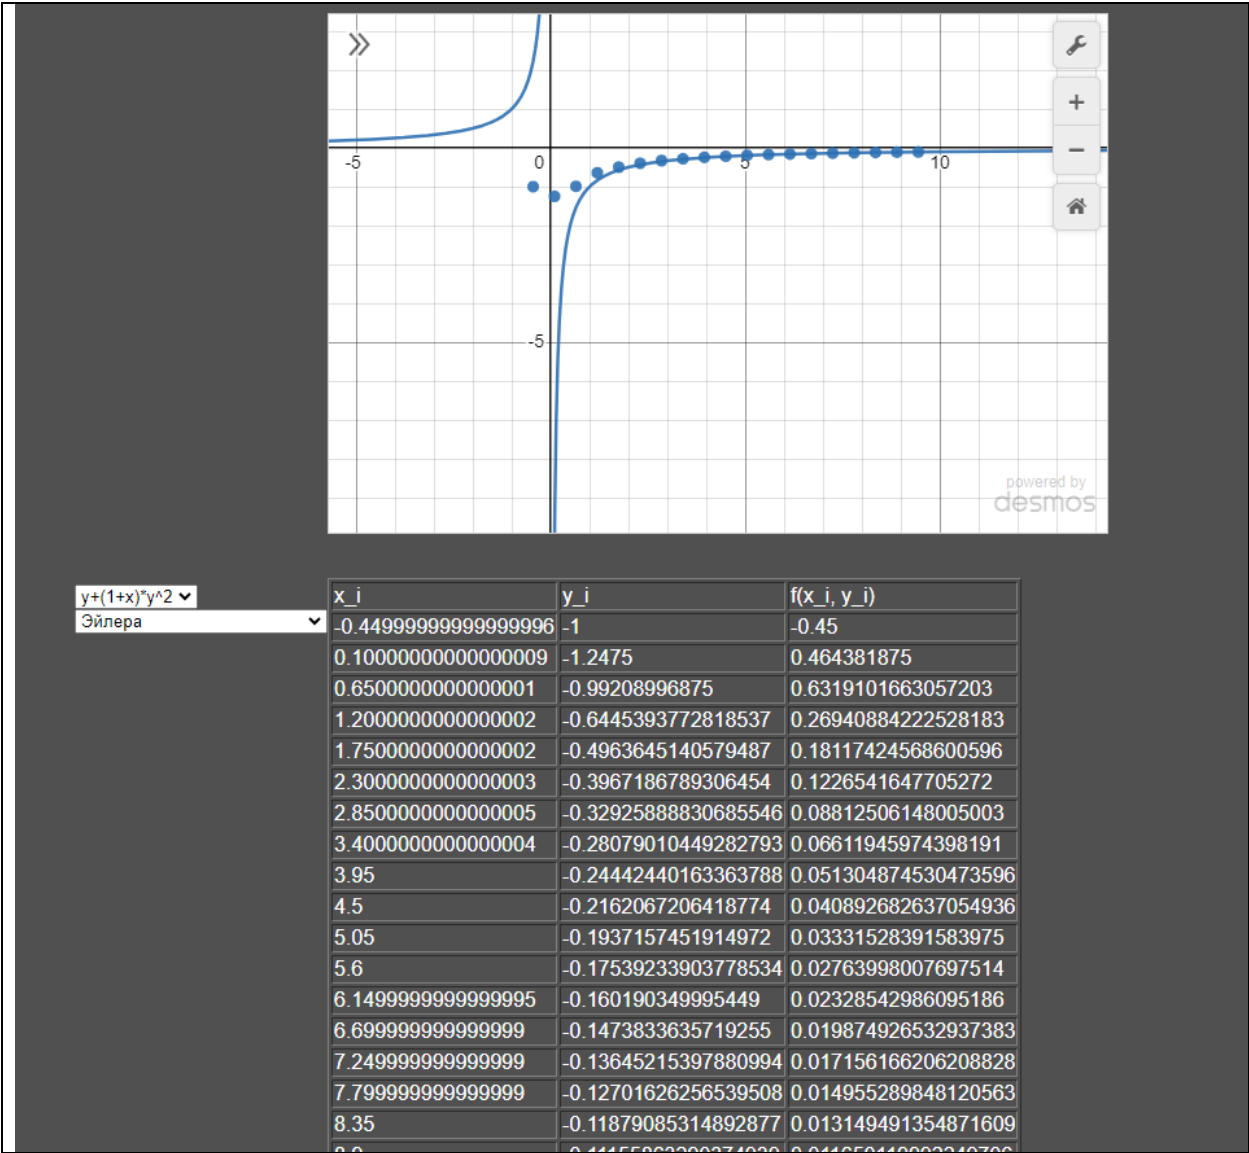 -5
0
5
10
-5
powered by
desmos
y+(1+x)*y^2
Эйлера
x_i y_i f(x_i, y_i)
-0.44999999999999996 -1 -0.45
0.10000000000000009 -1.2475 0.464381875
0.65000000000000001 -0.99208996875 0.6319101663057203
1.2000000000000002 -0.6445393772818537 0.26940884222528183
1.7500000000000002 -0.4963645140579487 0.18117424568600596
2.3000000000000003 -0.3967186789306454 0.1226541647705272
2.8500000000000005 -0.32925888830685546 0.08812506148005003
3.4000000000000004 -0.28079010449282793 0.06611945974398191
3.95 -0.24442440163363788 0.051304874530473596
4.5 -0.2162067206418774 0.040892682637054936
5.05 -0.1937157451914972 0.03331528391583975
5.6 -0.17539233903778534 0.02763998007697514
6.1499999999999995 -0.160190349995449 0.02328542986095186
6.699999999999999 -0.1473833635719255 0.019874926532937383
7.249999999999999 -0.13645215397880994 0.017156166206208828
7.799999999999999 -0.12701626256539508 0.014955289848120563
8.35 -0.11879085314892877 0.013149491354871609